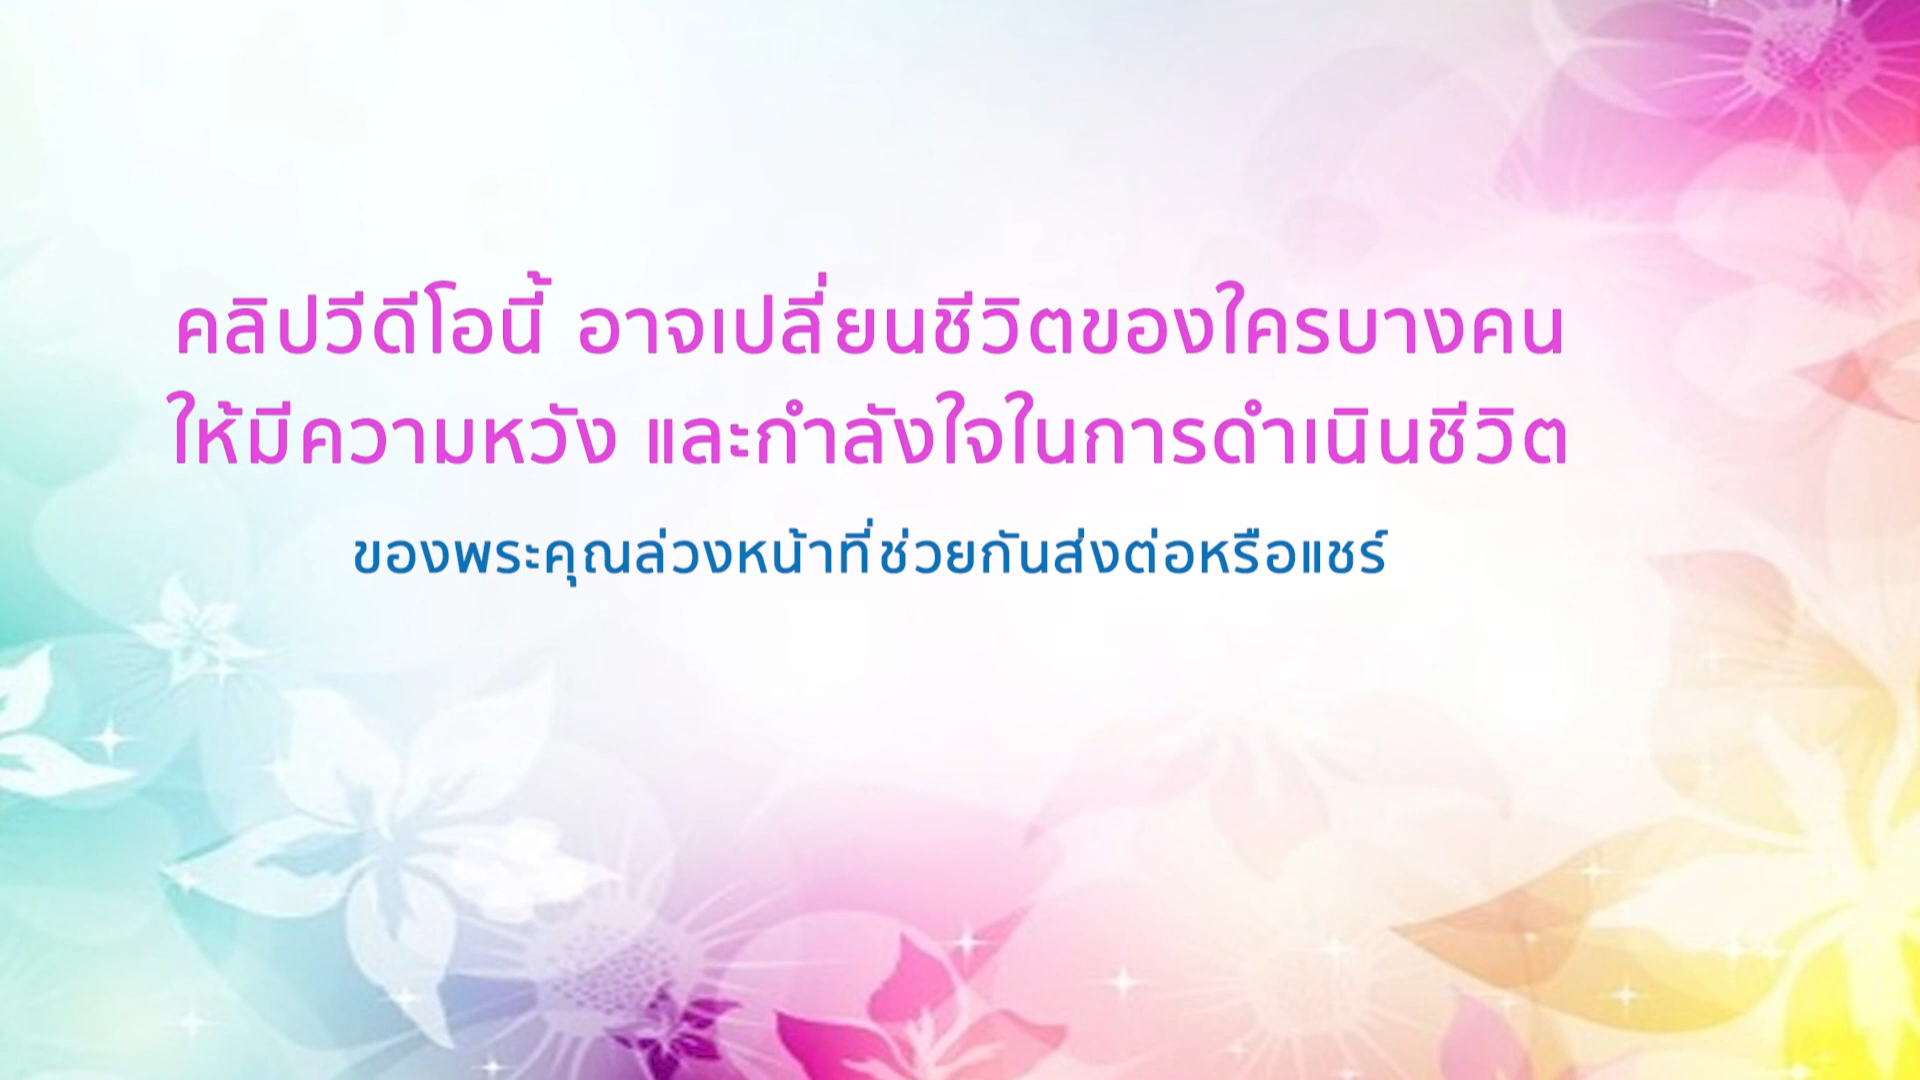 คลิปวีดีโอนี้ อาจเปลี่ยนชีวิตของใครบางคน
ให้มีความหวัง และกำลังใจในการดำเนินชีวิต
ของพระคุณล่วงหน้าที่ช่วยกันส่งต่อหรือแชร์